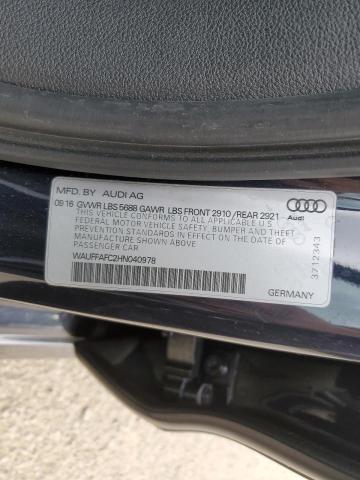 MFD. BY AUDI AG
09.16 GVWR LBS 5688 GAWR LBS FRONT 2910 /REAR 2921
THIS VEHICLE CONFORMS TO ALL APPLICABLE U.S.
FEDERAL MOTOR VEHICLE SAFETY, BUMPER AND THEFT
PREVENTION STANDARDS IN EFFECT ON THE DATE OF
MANUFACTURE SHOWN ABOVE
PASSENGER CAR
WAUFFAFC2HN040978
Audi
3712343
GERMANY